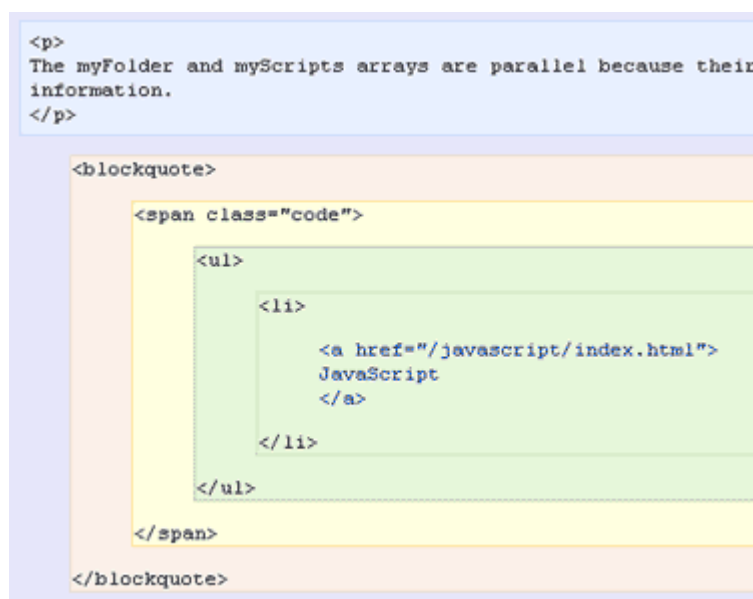 <p>
The myFolder and myScripts arrays are parallel because their
information.
</p>
<blockquote>
<span class="code">
<ul>
<li>
<a href="/javascript/index.html">
JavaScript
</a>
</li>
</ul>
</span>
</blockquote>